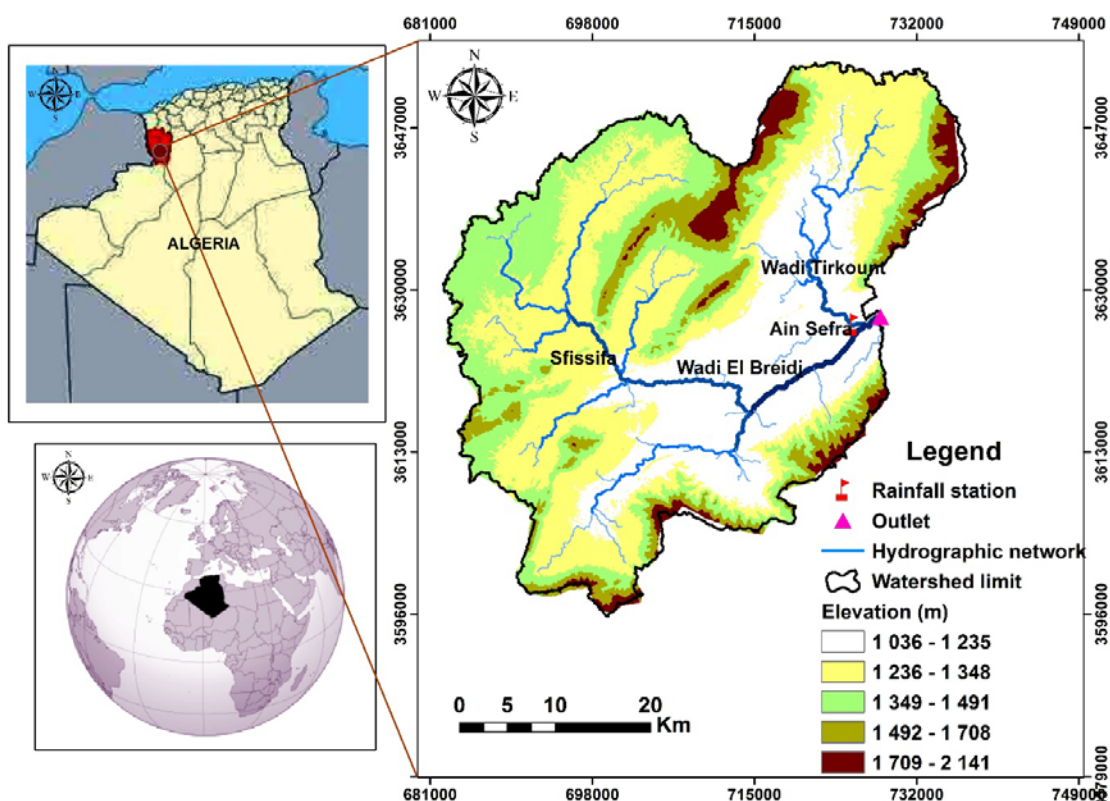 N
W E
S
ALGERIA
N
W E
S
681000 698000 715000 732000 749000
N
W E
S
3647000
3630000
3613000
3596000
Wadi Tirkount
Ain Sefra
Sfissifa
Wadi El Breidj
Legend
Rainfall station
Outlet
Hydrographic network
Watershed limit
Elevation (m)
1 036 - 1 235
1 236 - 1 348
1 349 - 1 491
1 492 - 1 708
1 709 - 2 141
0 5 10 20
Km
3647000
3630000
3613000
3596000
681000 698000 715000 732000 749000